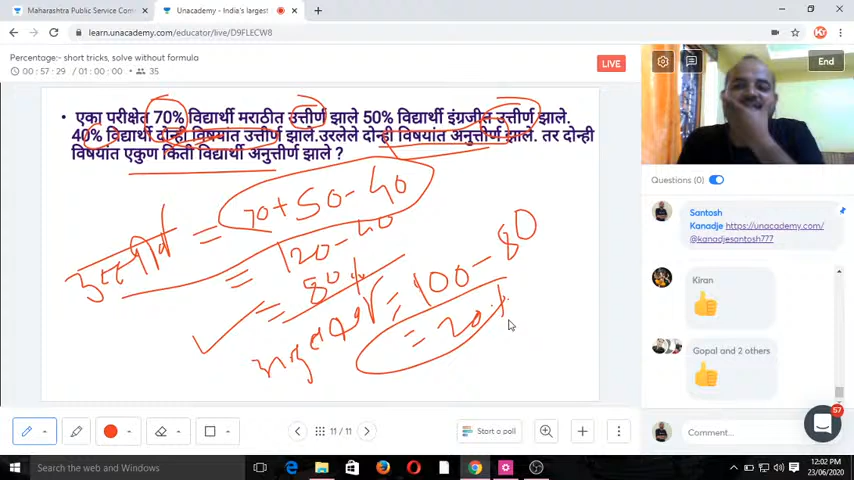 Maharashtra Public Service Com
Unacademy - India's largest
learn.unacademy.com/educator/live/D9FLECW8
Percentage:- short tricks, solve without formula
00 : 57 : 29 / 01 : 00 : 00 • 35
LIVE
End
• एका परीक्षेत 70% विद्यार्थी मराठीत उत्तीर्ण झाले 50% विद्यार्थी इंग्रजीत उत्तीर्ण झाले.
40% विद्यार्थी दोन्ही विषयात उत्तीर्ण झाले.उरलेले दोन्ही विषयांत अनुत्तीर्ण झाले. तर दोन्ही
विषयांत एकुण किती विद्यार्थी अनुत्तीर्ण झाले ?
उत्तीर्ण = 70+50-40
= 120-40
= 80%
= 100-80
= 20%
Questions (0)
Santosh
Kanadje https://unacademy.com/
@kanadjesantosh777
Kiran
Gopal and 2 others
57
11 / 11
Start a poll
Comment...
Search the web and Windows
12:02 PM
23/06/2020